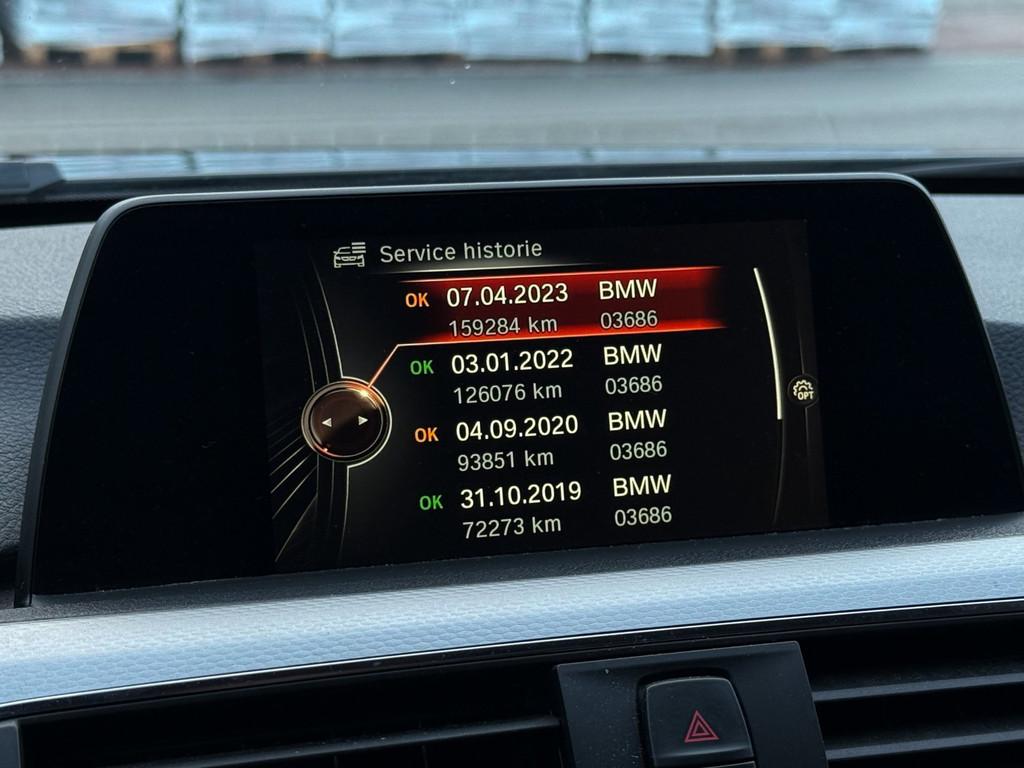 Service historie
OK 07.04.2023 BMW
159284 km 03686
OK 03.01.2022 BMW
126076 km 03686
OK 04.09.2020 BMW
93851 km 03686
OK 31.10.2019 BMW
72273 km 03686
OPT